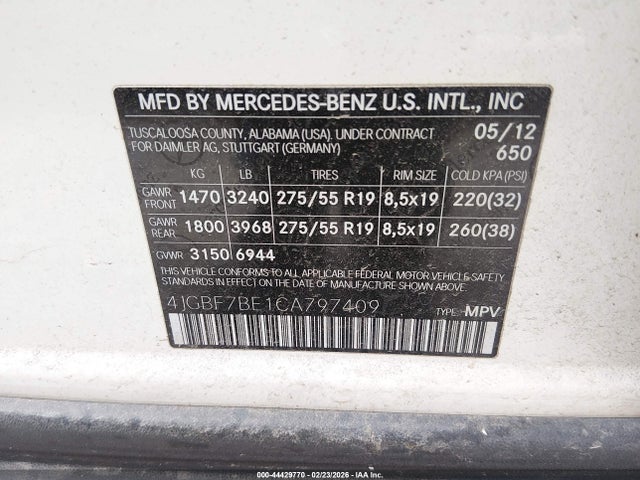 MFD BY MERCEDES-BENZ U.S. INTL., INC
TUSCALOOSA COUNTY, ALABAMA (USA). UNDER CONTRACT 05/12
FOR DAIMLER AG, STUTTGART (GERMANY) 650
KG LB TIRES RIM SIZE COLD KPA (PSI)
GAWR FRONT 1470 3240 275/55 R19 8,5x19 220(32)
GAWR REAR 1800 3968 275/55 R19 8,5x19 260(38)
GVWR 3150 6944
THIS VEHICLE CONFORMS TO ALL APPLICABLE FEDERAL MOTOR VEHICLE SAFETY
STANDARDS IN EFFECT ON THE DATE OF MANUFACTURE SHOWN ABOVE.
4JGBF7BE1CA797409 TYPE: MPV
000-44429770 - 02/23/2026 - IAAI.COM